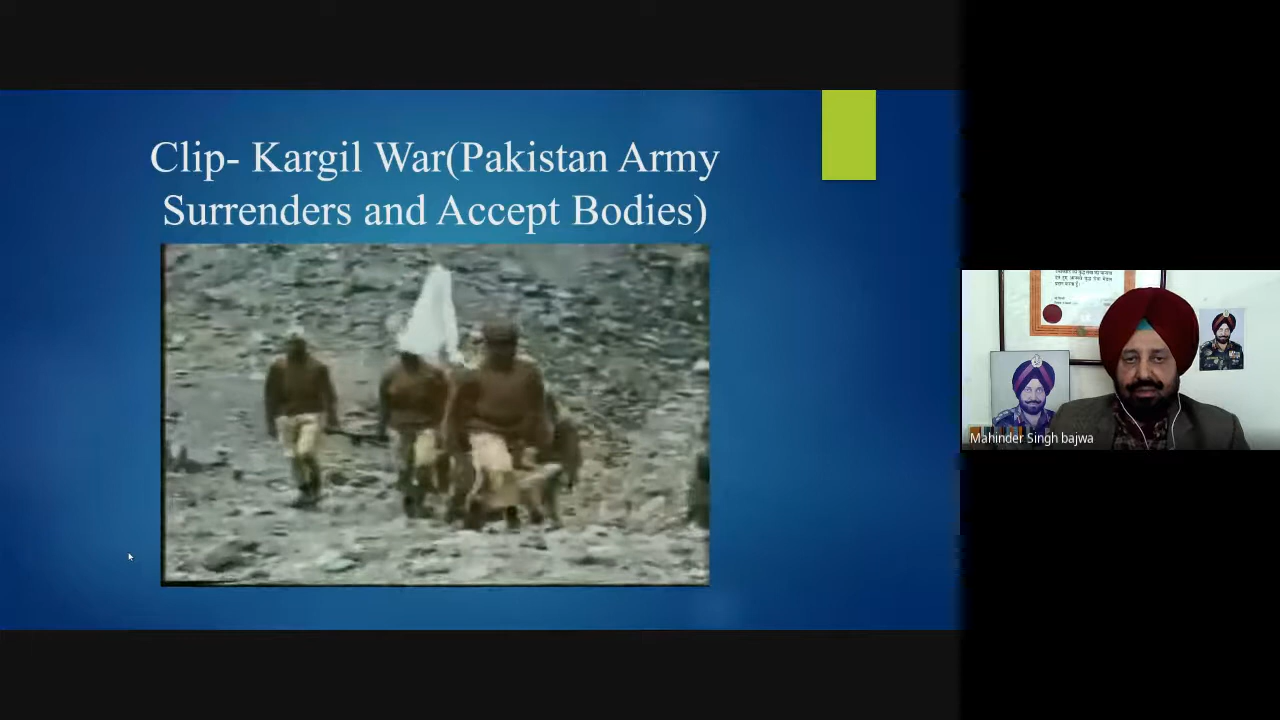 Clip- Kargil War(Pakistan Army
Surrenders and Accept Bodies)
Mahinder Singh bajwa